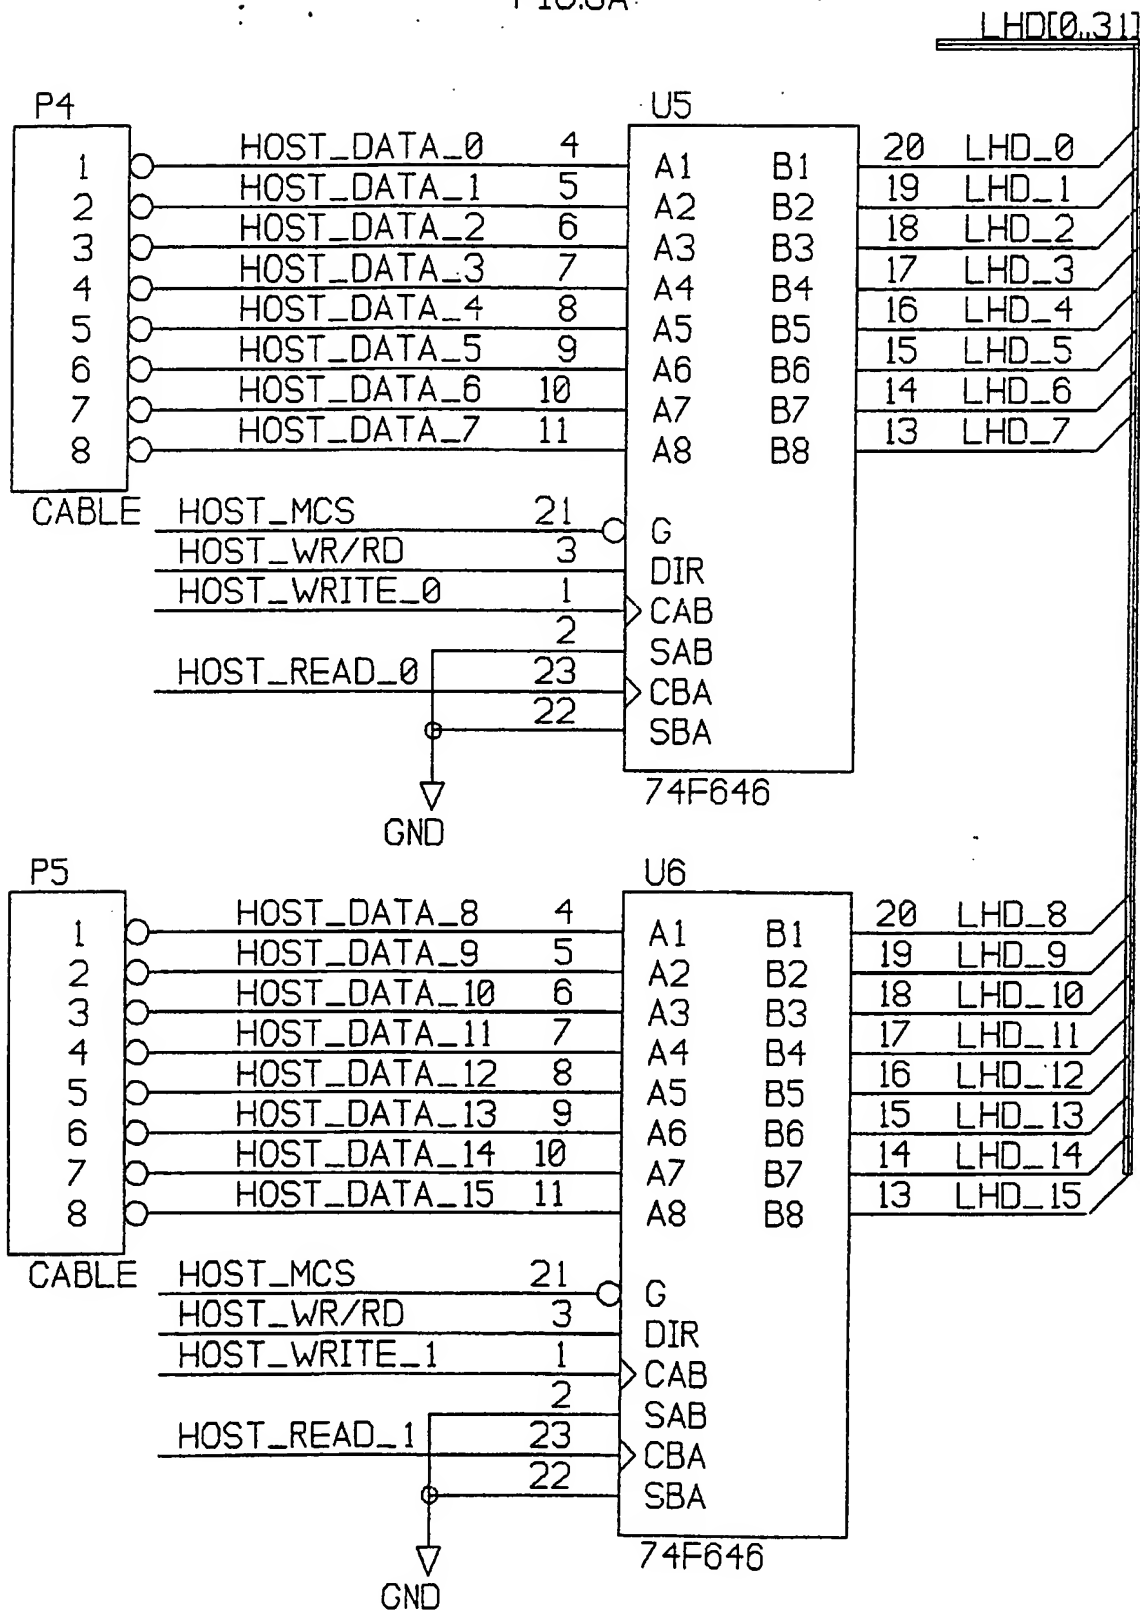 LHD[0..31]
P4
U5
1 HOST_DATA_0 4 A1 B1 20 LHD_0
2 HOST_DATA_1 5 A2 B2 19 LHD_1
3 HOST_DATA_2 6 A3 B3 18 LHD_2
4 HOST_DATA_3 7 A4 B4 17 LHD_3
5 HOST_DATA_4 8 A5 B5 16 LHD_4
6 HOST_DATA_5 9 A6 B6 15 LHD_5
7 HOST_DATA_6 10 A7 B7 14 LHD_6
8 HOST_DATA_7 11 A8 B8 13 LHD_7
CABLE
HOST_MCS 21 G
HOST_WR/RD 3 DIR
HOST_WRITE_0 1 CAB
2 SAB
HOST_READ_0 23 CBA
22 SBA
74F646
GND
P5
U6
1 HOST_DATA_8 4 A1 B1 20 LHD_8
2 HOST_DATA_9 5 A2 B2 19 LHD_9
3 HOST_DATA_10 6 A3 B3 18 LHD_10
4 HOST_DATA_11 7 A4 B4 17 LHD_11
5 HOST_DATA_12 8 A5 B5 16 LHD_12
6 HOST_DATA_13 9 A6 B6 15 LHD_13
7 HOST_DATA_14 10 A7 B7 14 LHD_14
8 HOST_DATA_15 11 A8 B8 13 LHD_15
CABLE
HOST_MCS 21 G
HOST_WR/RD 3 DIR
HOST_WRITE_1 1 CAB
2 SAB
HOST_READ_1 23 CBA
22 SBA
74F646
GND